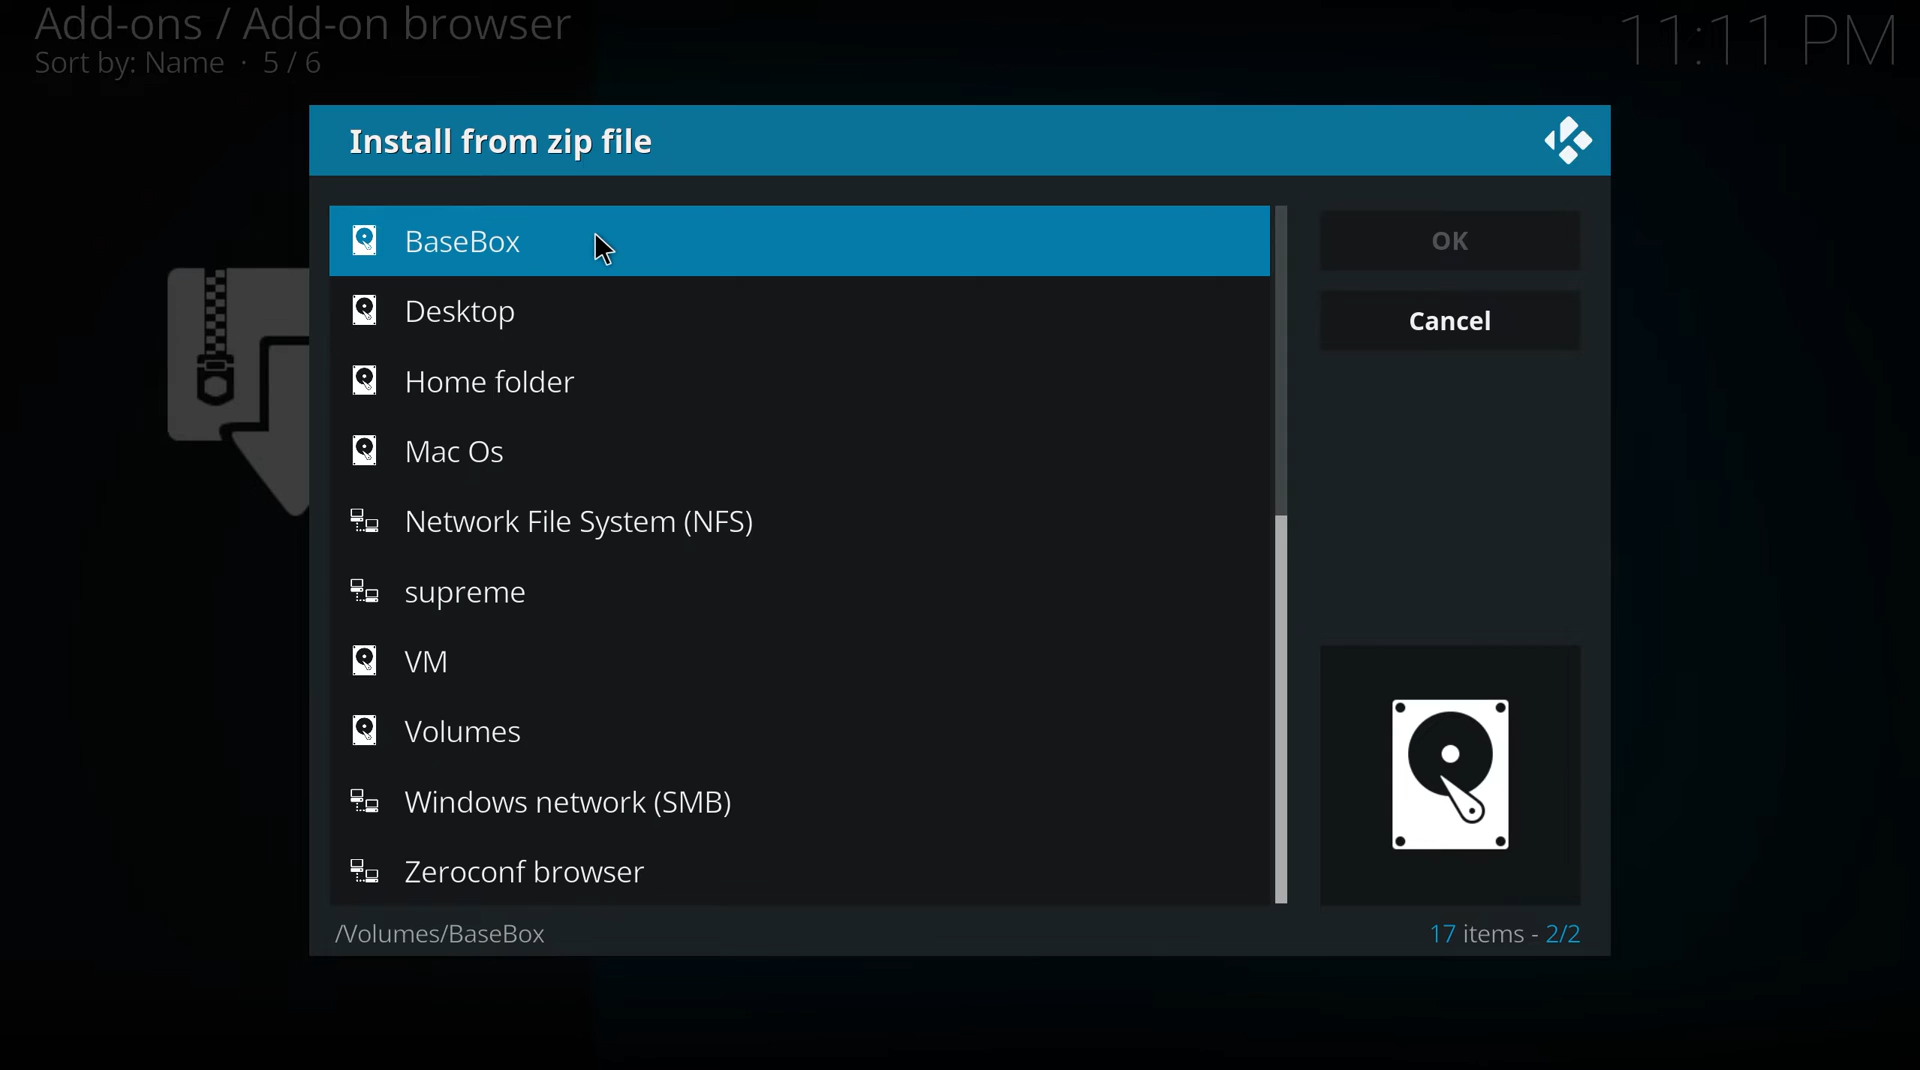 Add-ons / Add-on browser
Sort by: Name · 5 / 6
11:11 PM
Install from zip file
BaseBox
Desktop
Home folder
Mac Os
Network File System (NFS)
supreme
VM
Volumes
Windows network (SMB)
Zeroconf browser
OK
Cancel
/Volumes/BaseBox
17 items - 2/2